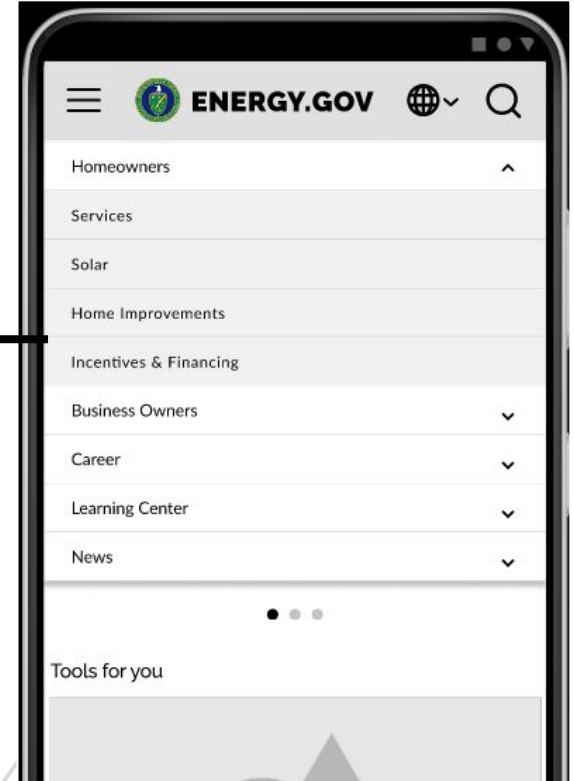 ENERGY.GOV
Homeowners
Services
Solar
Home Improvements
Incentives & Financing
Business Owners
Career
Learning Center
News
Tools for you